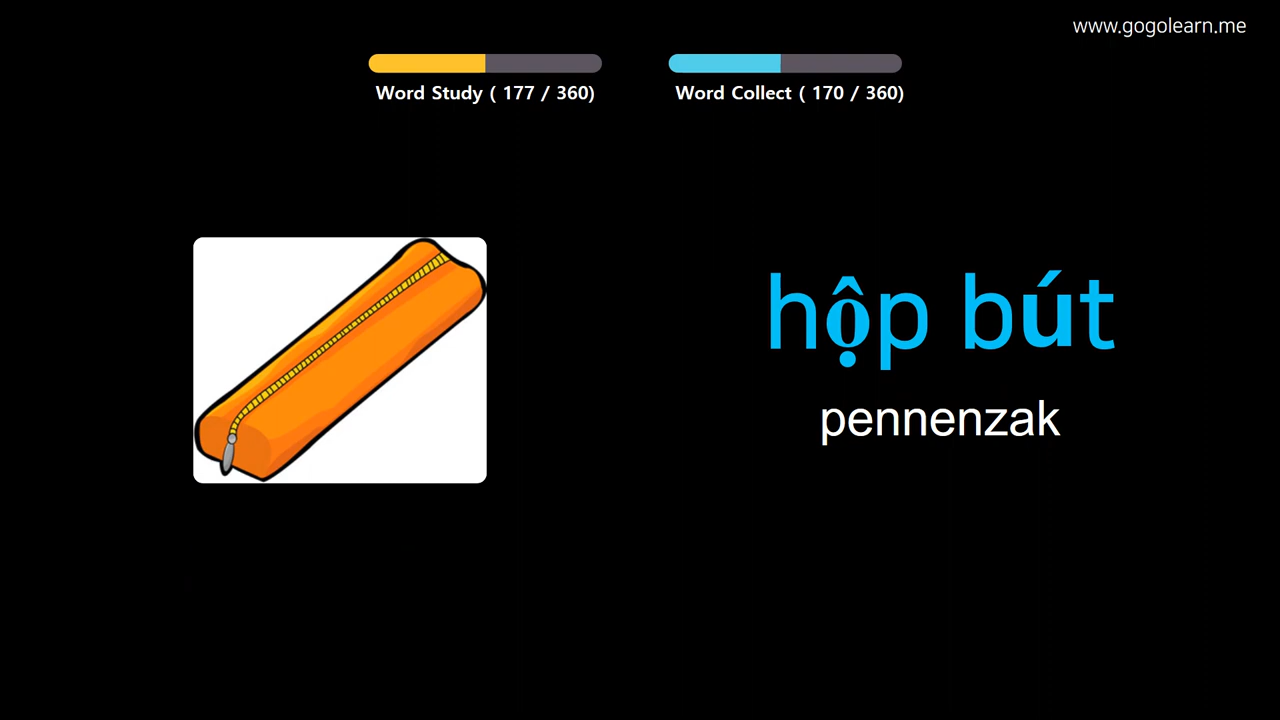 www.gogolearn.me
Word Study ( 177 / 360)
Word Collect ( 170 / 360)
hộp bút
pennenzak